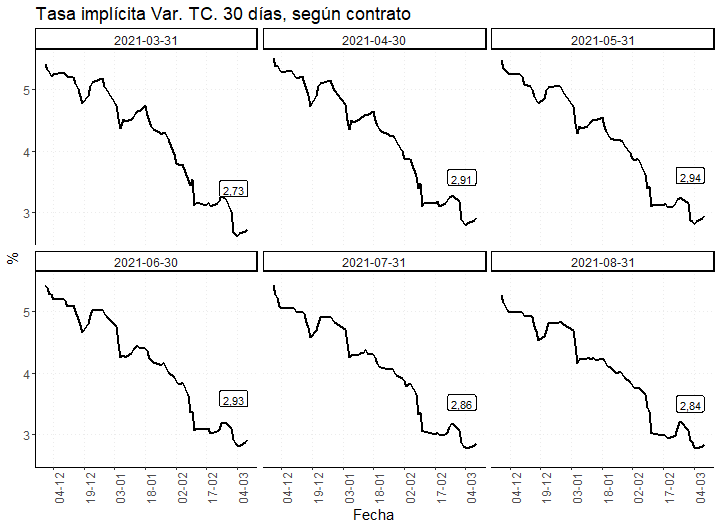 Tasa implícita Var. TC. 30 días, según contrato
2021-03-31 2021-04-30 2021-05-31
5
4
3
2,73 2,91 2,94
%
2021-06-30 2021-07-31 2021-08-31
5
4
3
2,93 2,86 2,84
04-12 19-12 03-01 18-01 02-02 17-02 04-03 04-12 19-12 03-01 18-01 02-02 17-02 04-03 04-12 19-12 03-01 18-01 02-02 17-02 04-03
Fecha